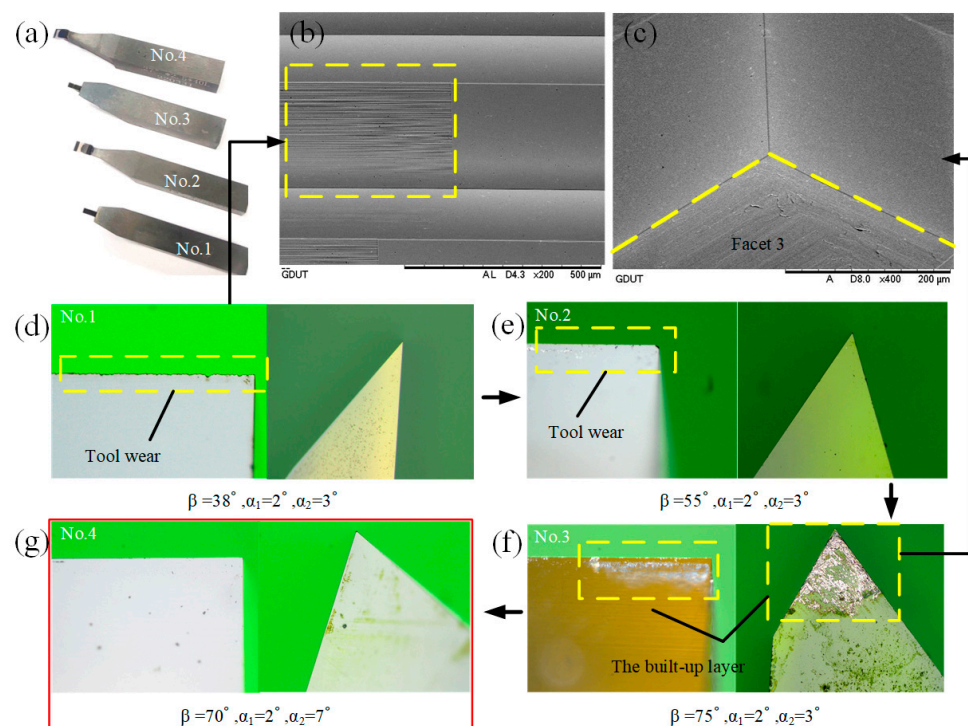 (a)
No.4
No.3
No.2
No.1
(b)
GDUT
AL D4.3 x200 500 μm
(c)
Facet 3
GDUT
A D8.0 x400 200 μm
(d)
No.1
Tool wear
β =38°,α₁=2°,α₂=3°
(e)
No.2
Tool wear
β =55°,α₁=2°,α₂=3°
(g)
No.4
β=70° ,α₁=2°,α₂=7°
(f)
No.3
The built-up layer
β=75°,α₁=2°,α₂=3°